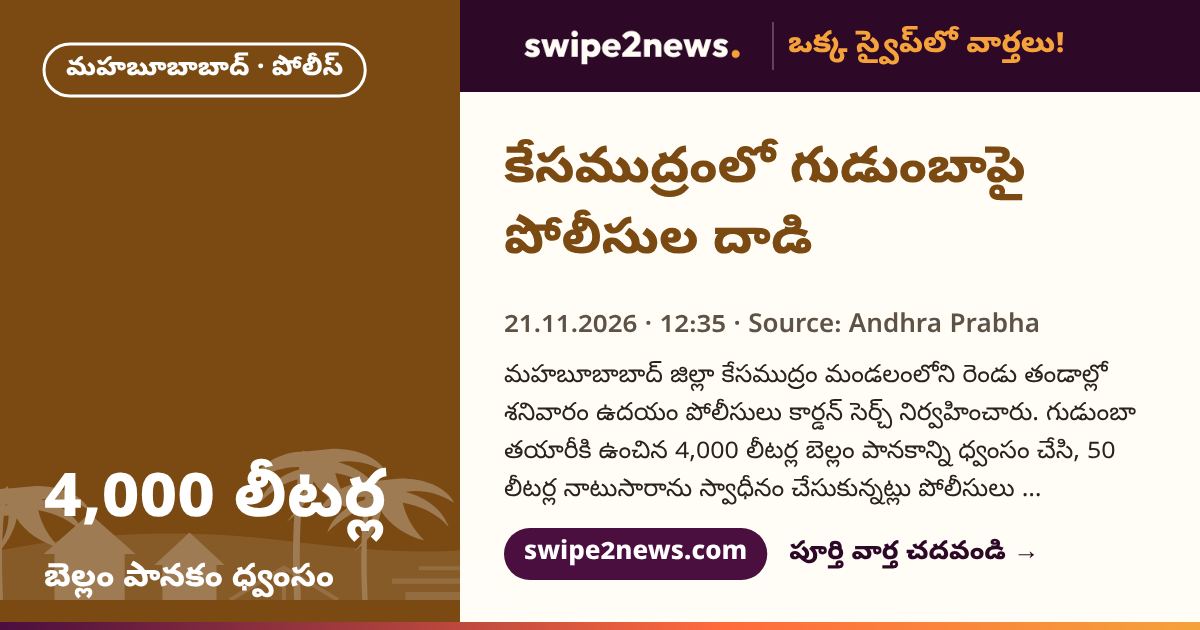 మహబూబాబాద్ · పోలీస్
4,000 లీటర్ల
బెల్లం పానకం ధ్వంసం
swipe2news.
ఒక్క స్వైప్‌లో వార్తలు!
కేసముద్రంలో గుడుంబాపై
పోలీసుల దాడి
21.11.2026 · 12:35 · Source: Andhra Prabha
మహబూబాబాద్ జిల్లా కేసముద్రం మండలంలోని రెండు తండాల్లో
శనివారం ఉదయం పోలీసులు కార్డన్ సెర్చ్ నిర్వహించారు. గుడుంబా
తయారీకి ఉంచిన 4,000 లీటర్ల బెల్లం పానకాన్ని ధ్వంసం చేసి, 50
లీటర్ల నాటుసారాను స్వాధీనం చేసుకున్నట్లు పోలీసులు ...
swipe2news.com
పూర్తి వార్త చదవండి →